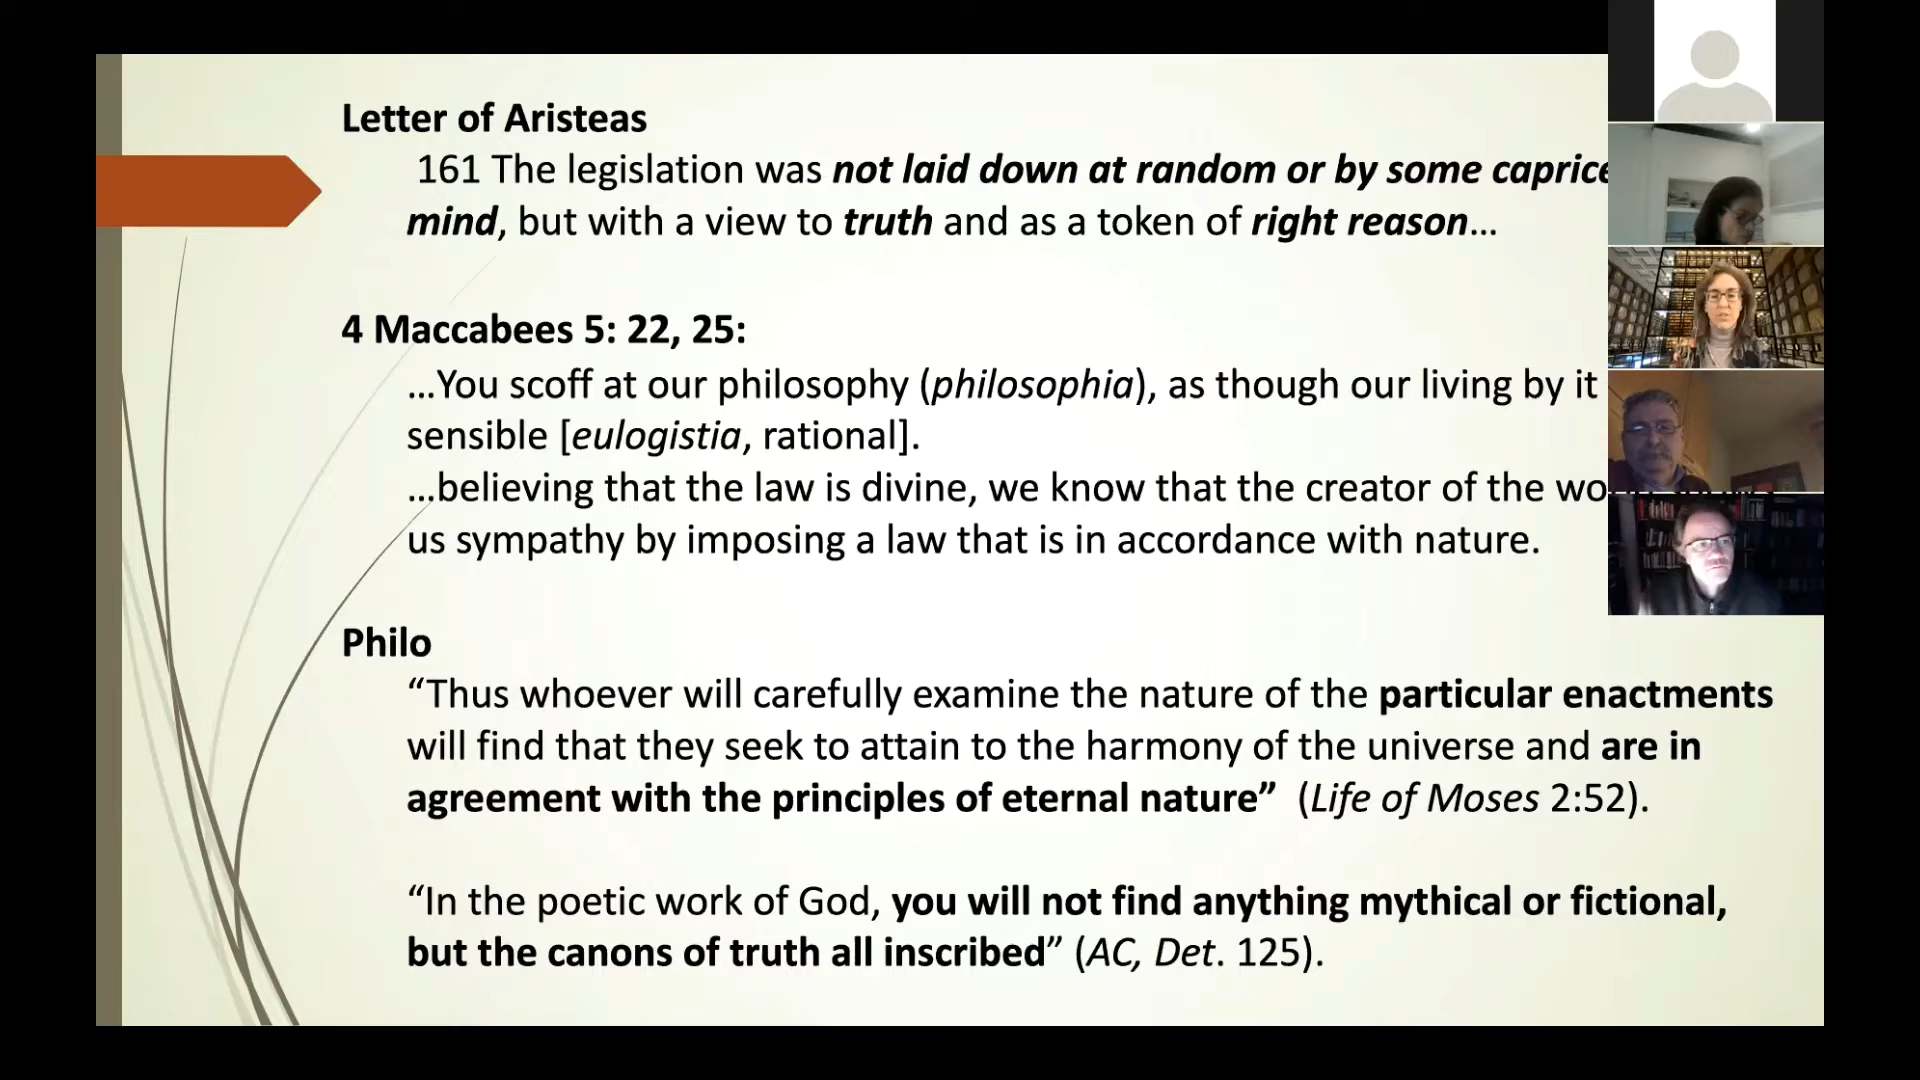 Letter of Aristeas
161 The legislation was not laid down at random or by some caprice
mind, but with a view to truth and as a token of right reason…
4 Maccabees 5: 22, 25:
…You scoff at our philosophy (philosophia), as though our living by it
sensible [eulogistia, rational].
…believing that the law is divine, we know that the creator of the
us sympathy by imposing a law that is in accordance with nature.
Philo
“Thus whoever will carefully examine the nature of the particular enactments
will find that they seek to attain to the harmony of the universe and are in
agreement with the principles of eternal nature” (Life of Moses 2:52).
“In the poetic work of God, you will not find anything mythical or fictional,
but the canons of truth all inscribed” (AC, Det. 125).